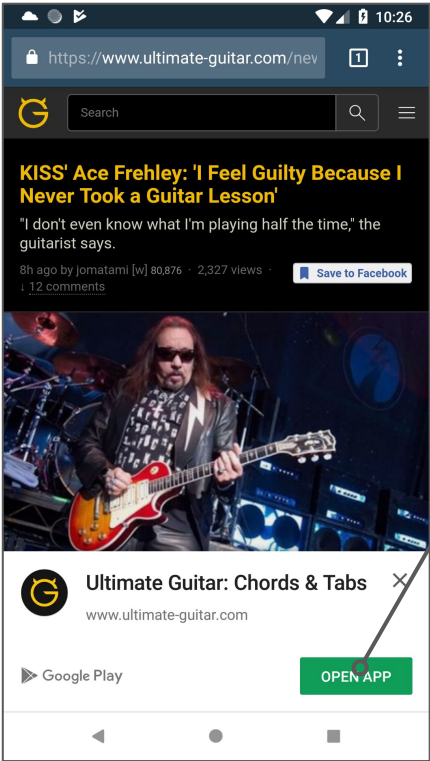 10:26
https://www.ultimate-guitar.com/nev
1
Search
KISS' Ace Frehley: 'I Feel Guilty Because I
Never Took a Guitar Lesson'
"I don't even know what I'm playing half the time," the
guitarist says.
8h ago by jomatami [w] 80,876 · 2,327 views ·
↓ 12 comments
Save to Facebook
Ultimate Guitar: Chords & Tabs
www.ultimate-guitar.com
Google Play
OPEN APP